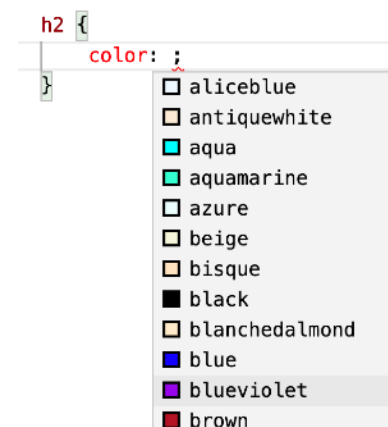 h2 {
color: ;
}
aliceblue
antiquewhite
aqua
aquamarine
azure
beige
bisque
black
blanchedalmond
blue
blueviolet
brown